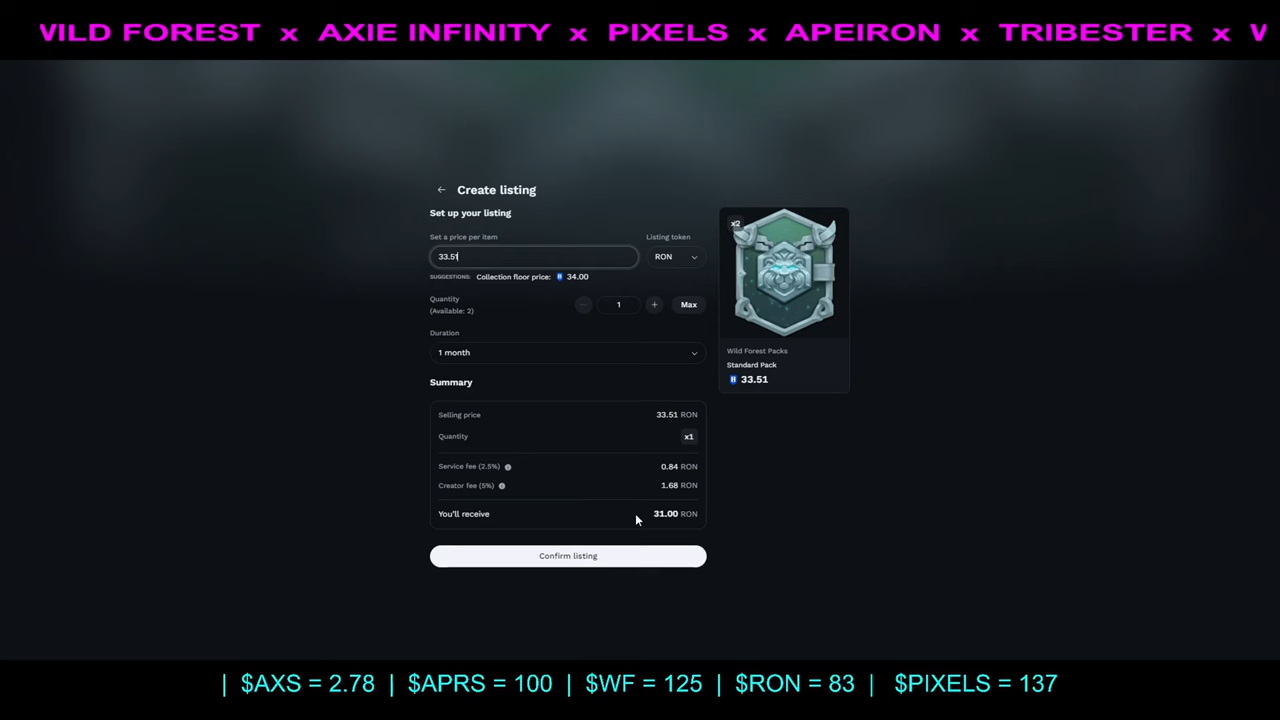 VILD FOREST x AXIE INFINITY x PIXELS x APEIRON x TRIBESTER x V
Create listing
Set up your listing
Set a price per item
Listing token
33.51
RON
SUGGESTIONS: Collection floor price: 34.00
Quantity
(Available: 2)
1
Max
Duration
1 month
Summary
Selling price 33.51 RON
Quantity x1
Service fee (2.5%) 0.84 RON
Creator fee (5%) 1.68 RON
You'll receive 31.00 RON
Confirm listing
x2
Wild Forest Packs
Standard Pack
33.51
| $AXS = 2.78 | $APRS = 100 | $WF = 125 | $RON = 83 | $PIXELS = 137